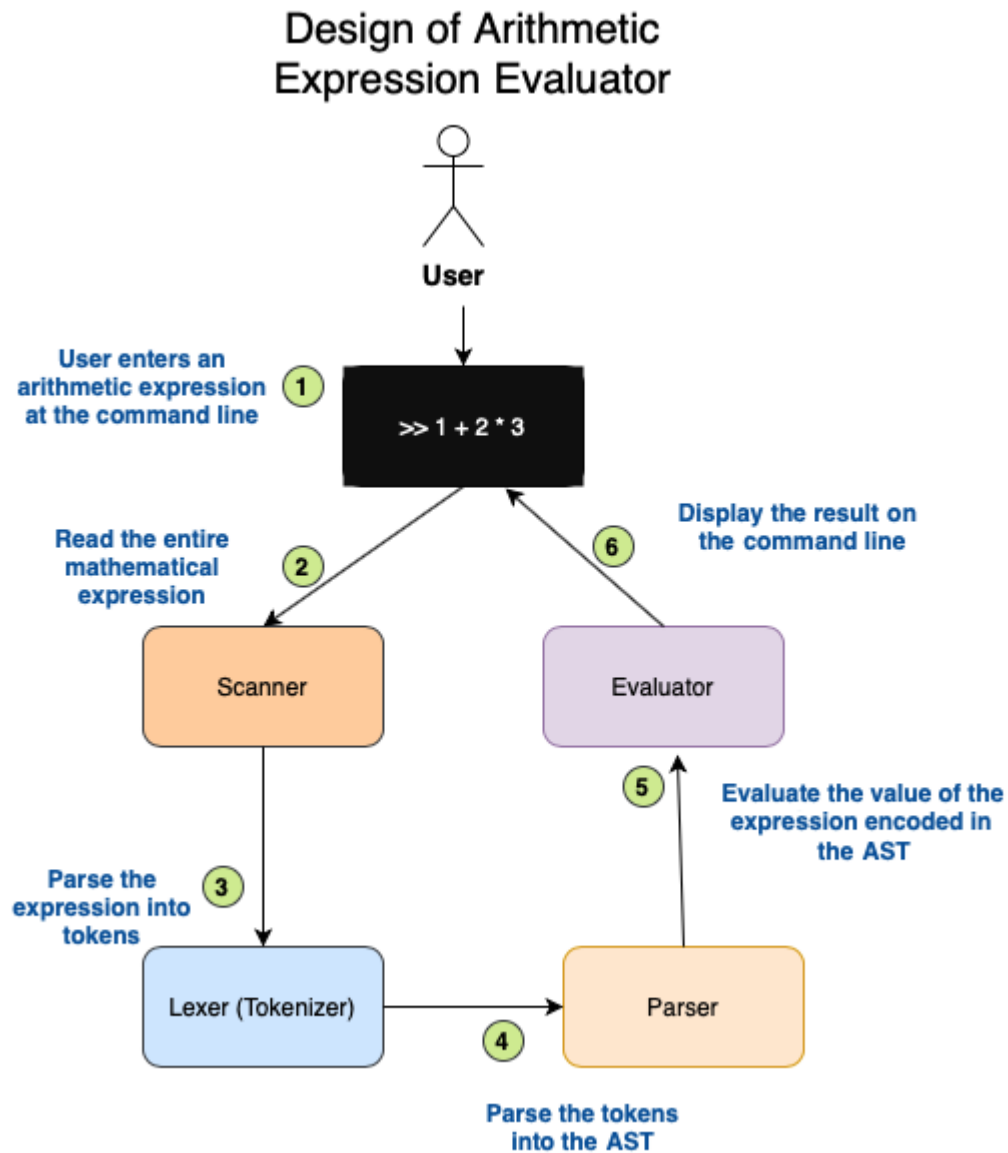 Design of Arithmetic
Expression Evaluator
User
User enters an
arithmetic expression
at the command line
1
>> 1 + 2 * 3
Read the entire
mathematical
expression
2
6
Display the result on
the command line
Scanner
Evaluator
5
Evaluate the value of the
expression encoded in
the AST
Parse the
expression into
tokens
3
Lexer (Tokenizer)
Parser
4
Parse the tokens
into the AST